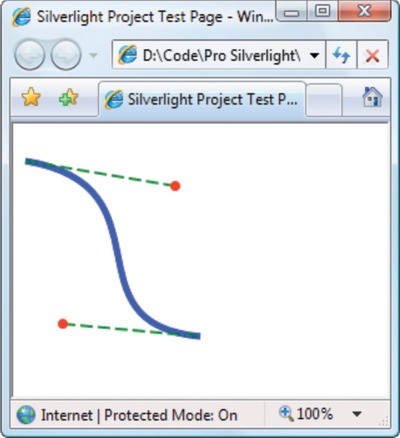 Silverlight Project Test Page - Win...
D:\Code\Pro Silverlight\
Silverlight Project Test P...
Internet | Protected Mode: On
100%